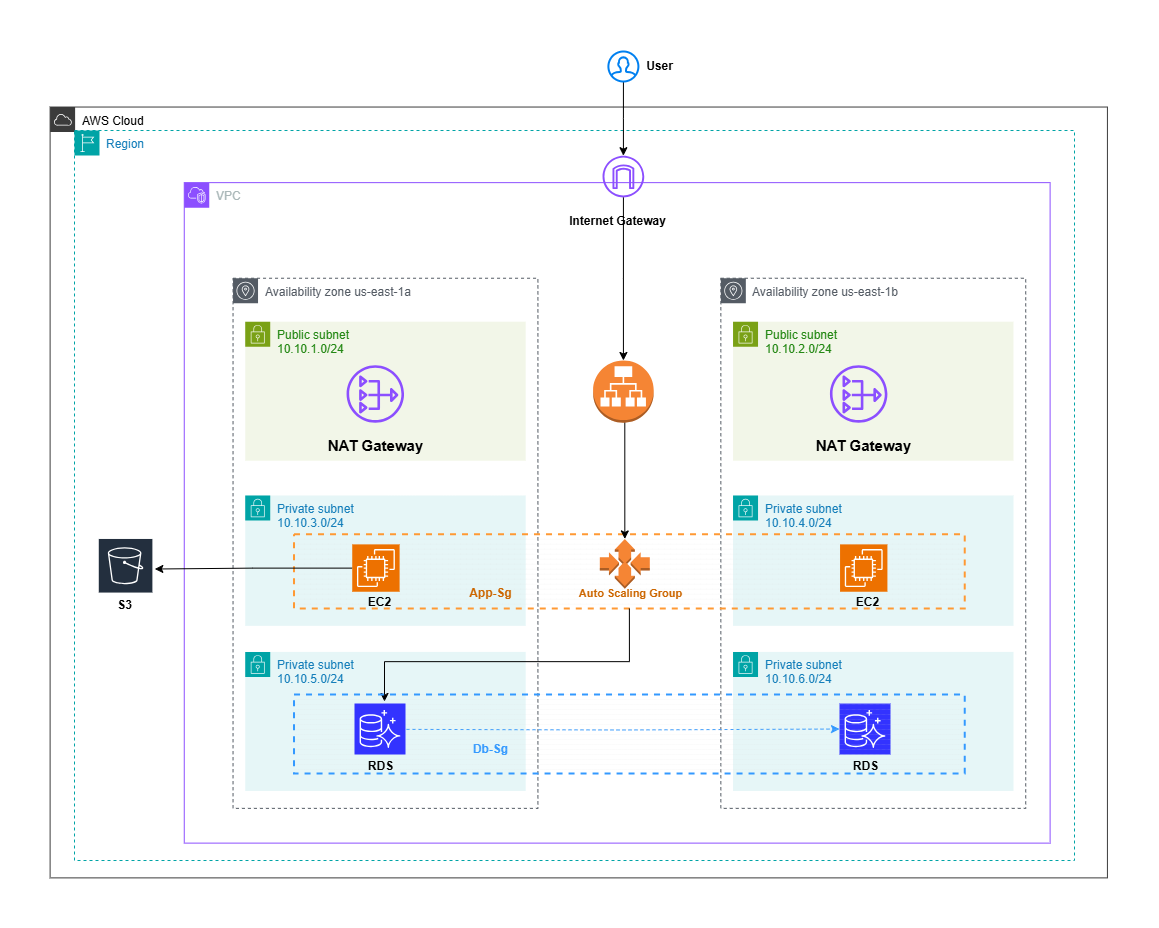 User
AWS Cloud
Region
VPC
Internet Gateway
Availability zone us-east-1a
Availability zone us-east-1b
Public subnet
10.10.1.0/24
NAT Gateway
Public subnet
10.10.2.0/24
NAT Gateway
Private subnet
10.10.3.0/24
EC2
App-Sg
Auto Scaling Group
Private subnet
10.10.4.0/24
EC2
S3
Private subnet
10.10.5.0/24
RDS
Db-Sg
Private subnet
10.10.6.0/24
RDS